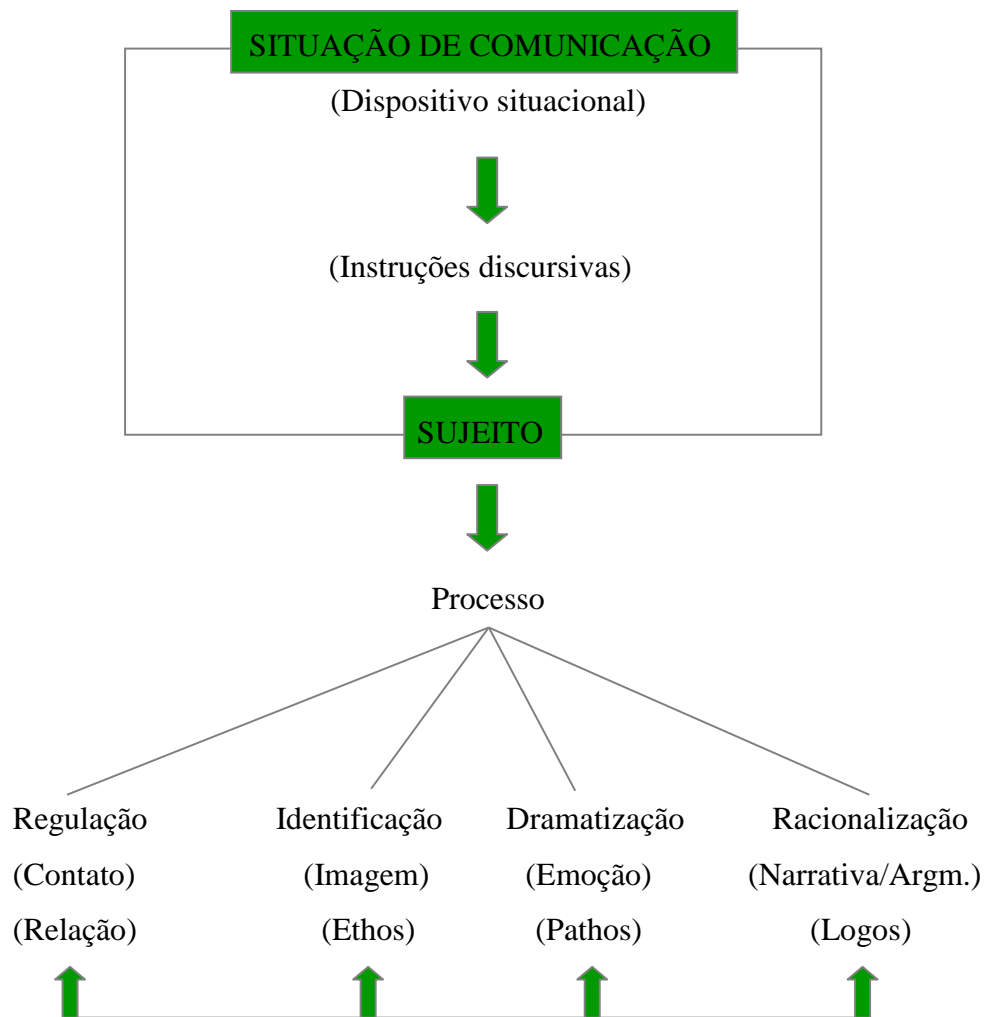 SITUAÇÃO DE COMUNICAÇÃO
(Dispositivo situacional)
(Instruções discursivas)
SUJEITO
Processo
Regulação Identificação Dramatização Racionalização
(Contato) (Imagem) (Emoção) (Narrativa/Argm.)
(Relação) (Ethos) (Pathos) (Logos)